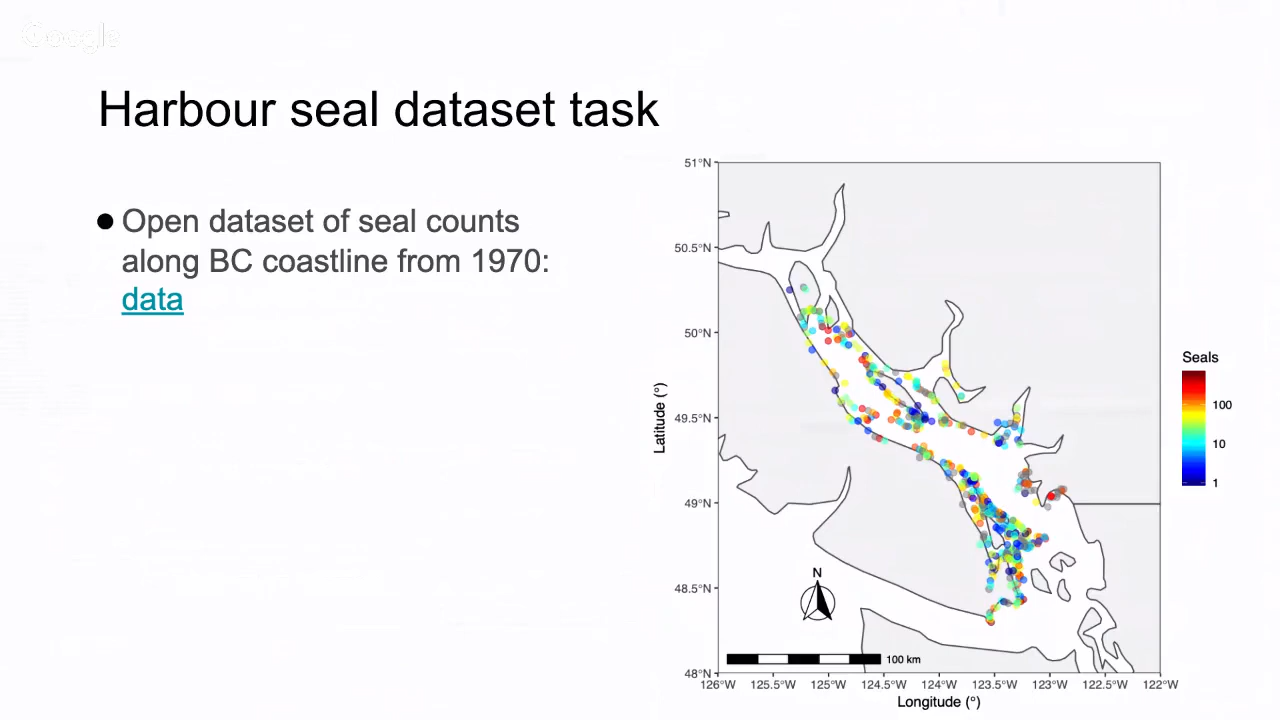 Google
Harbour seal dataset task
● Open dataset of seal counts
along BC coastline from 1970:
data
51°N
50.5°N
50°N
49.5°N
49°N
48.5°N
48°N
Latitude (°)
N
100 km
126°W 125.5°W 125°W 124.5°W 124°W 123.5°W 123°W 122.5°W 122°W
Longitude (°)
Seals
100
10
1